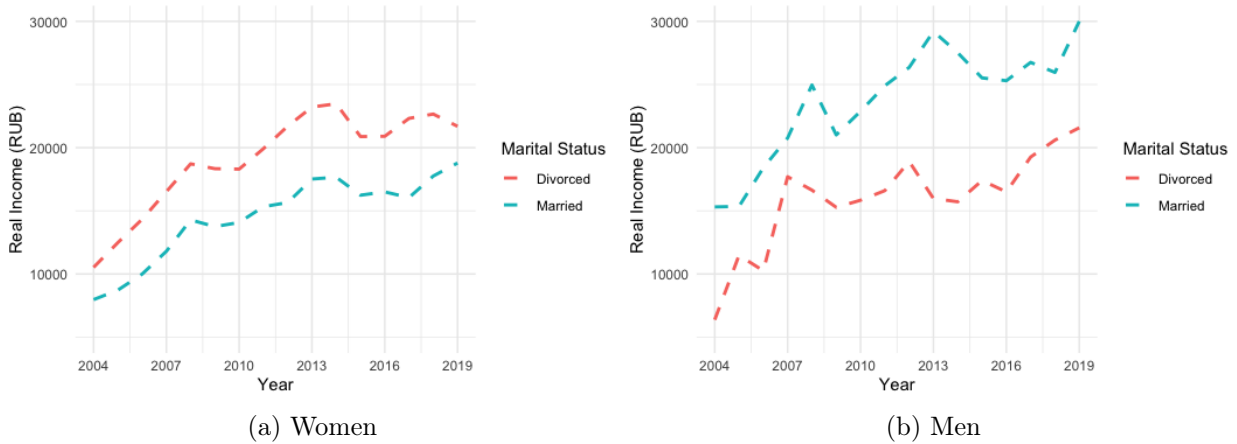 30000
20000
10000
Real Income (RUB)
2004 2007 2010 2013 2016 2019
Year
Marital Status
Divorced
Married
(a) Women
30000
20000
10000
Real Income (RUB)
2004 2007 2010 2013 2016 2019
Year
Marital Status
Divorced
Married
(b) Men